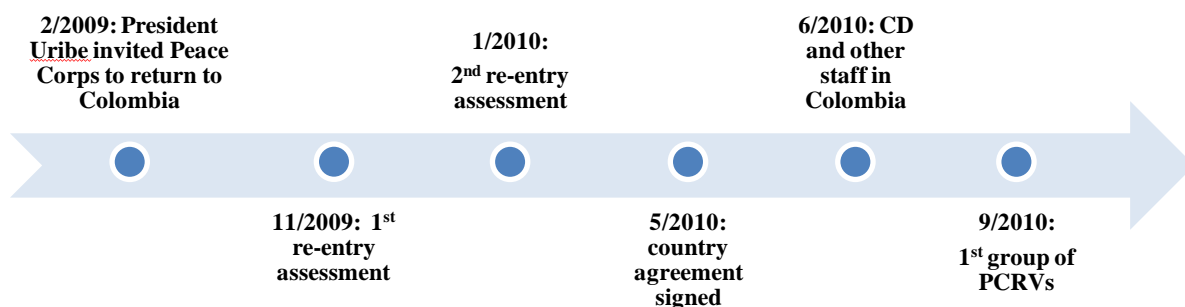 2/2009: President
Uribe invited Peace
Corps to return to
Colombia
11/2009: 1st
re-entry
assessment
1/2010:
2nd re-entry
assessment
5/2010:
country
agreement
signed
6/2010: CD
and other
staff in
Colombia
9/2010:
1st group of
PCRVs